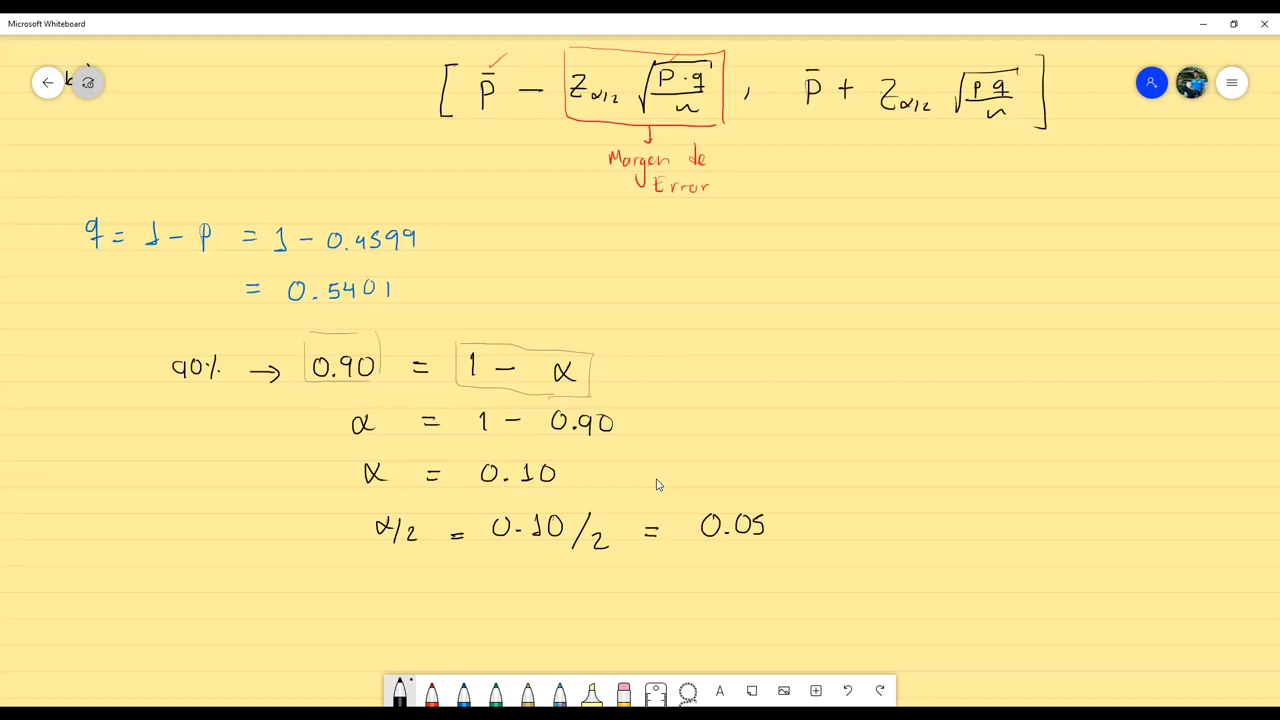 Microsoft Whiteboard
b)
[ p̄ − Z α/2 √(p·q/n) , p̄ + Z α/2 √(p q/n) ]
Margen de
Error
q = 1 − p = 1 − 0.4599
= 0.5401
90% → 0.90 = 1 − α
α = 1 − 0.90
α = 0.10
α/2 = 0.10/2 = 0.05
A